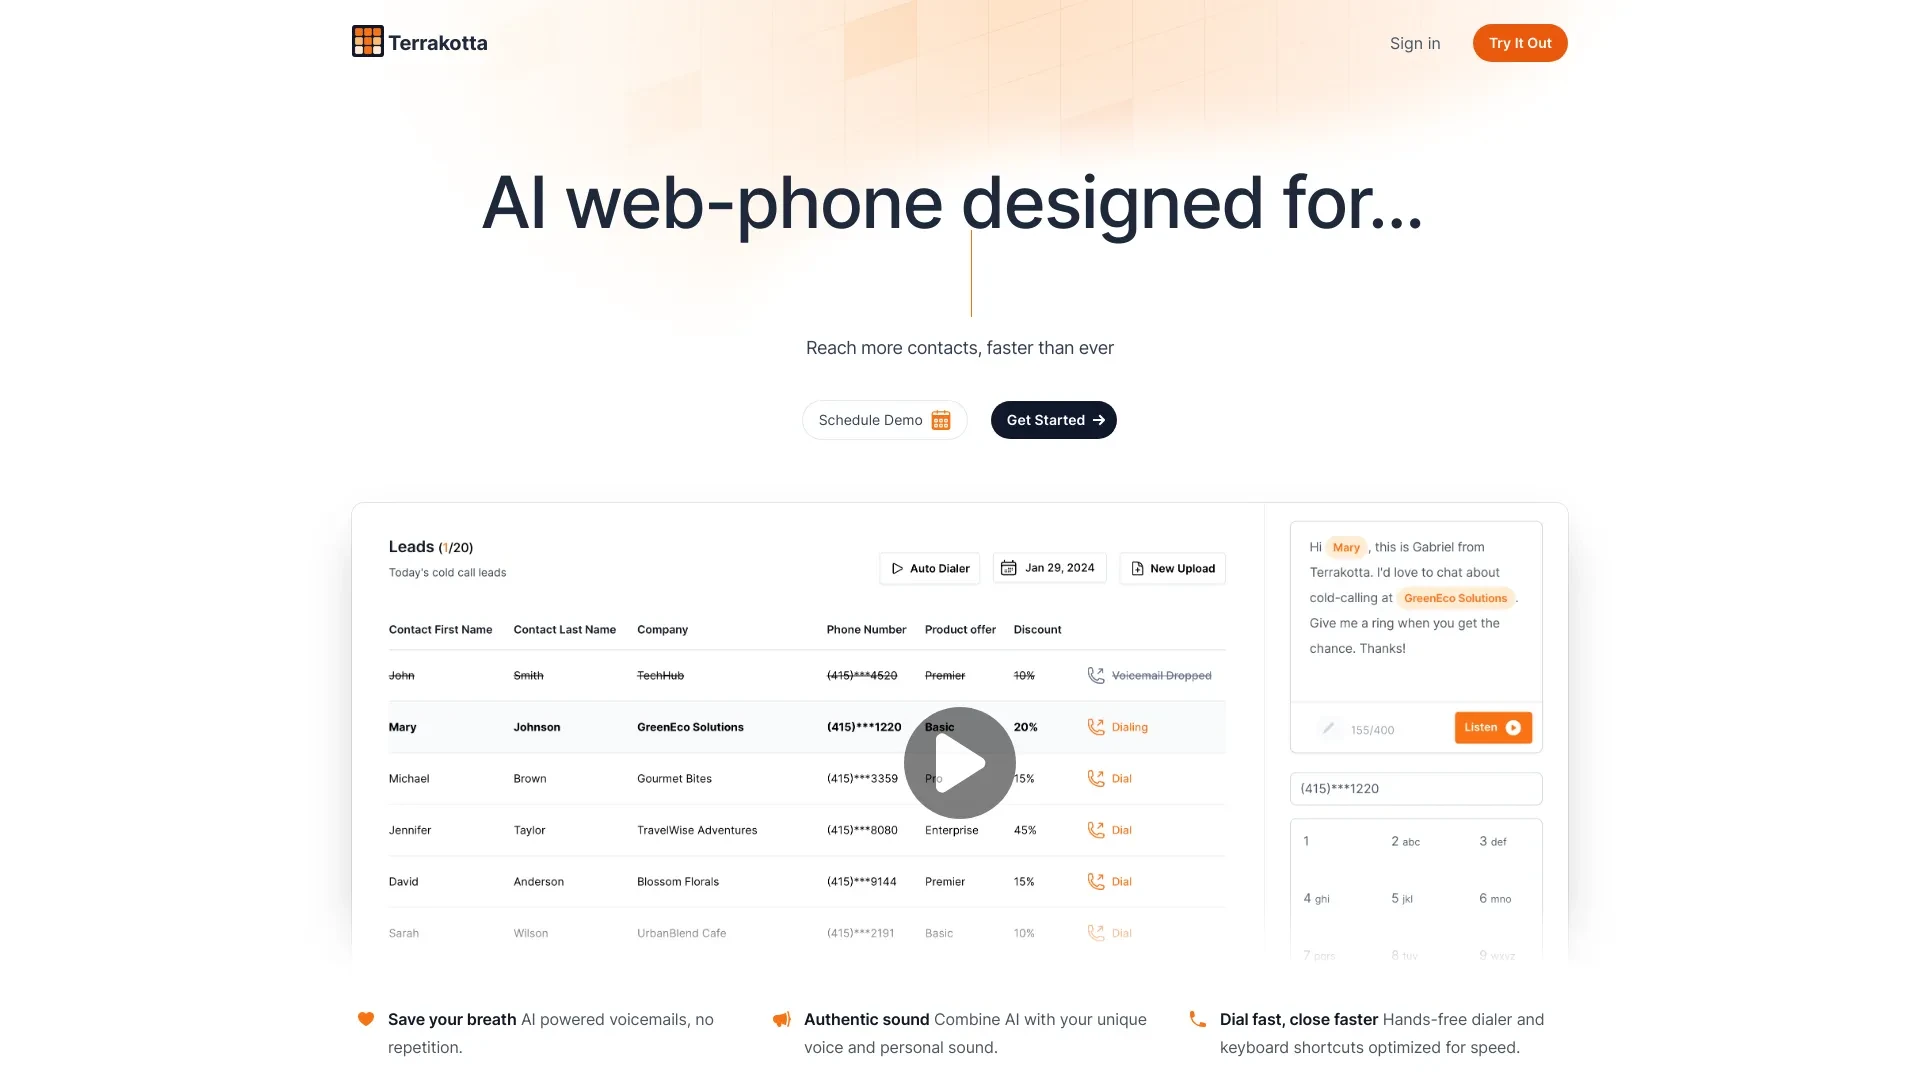 Terrakotta
Sign in
Try It Out
AI web-phone designed for...
Reach more contacts, faster than ever
Schedule Demo
Get Started
Leads (1/20)
Today's cold call leads
Auto Dialer
Jan 29, 2024
New Upload
Contact First Name Contact Last Name Company Phone Number Product offer Discount
John Smith TechHub (415)***4520 Premier 10% Voicemail Dropped
Mary Johnson GreenEco Solutions (415)***1220 Basic 20% Dialing
Michael Brown Gourmet Bites (415)***3359 Pro 15% Dial
Jennifer Taylor TravelWise Adventures (415)***8080 Enterprise 45% Dial
David Anderson Blossom Florals (415)***9144 Premier 15% Dial
Sarah Wilson UrbanBlend Cafe (415)***2191 Basic 10% Dial
Hi Mary, this is Gabriel from
Terrakotta. I'd love to chat about
cold-calling at GreenEco Solutions.
Give me a ring when you get the
chance. Thanks!
155/400
Listen
(415)***1220
1 2 abc 3 def
4 ghi 5 jkl 6 mno
7 pqrs 8 tuv 9 wxyz
Save your breath AI powered voicemails, no
repetition.
Authentic sound Combine AI with your unique
voice and personal sound.
Dial fast, close faster Hands-free dialer and
keyboard shortcuts optimized for speed.